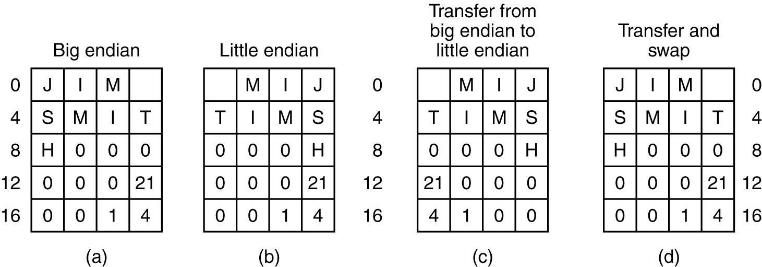 Big endian
0 J I M
4 S M I T
8 H 0 0 0
12 0 0 0 21
16 0 0 1 4
(a)
Little endian
M I J 0
T I M S 4
0 0 0 H 8
0 0 0 21 12
0 0 1 4 16
(b)
Transfer from
big endian to
little endian
M I J
T I M S
0 0 0 H
21 0 0 0
4 1 0 0
(c)
Transfer and
swap
J I M 0
S M I T 4
H 0 0 0 8
0 0 0 21 12
0 0 1 4 16
(d)